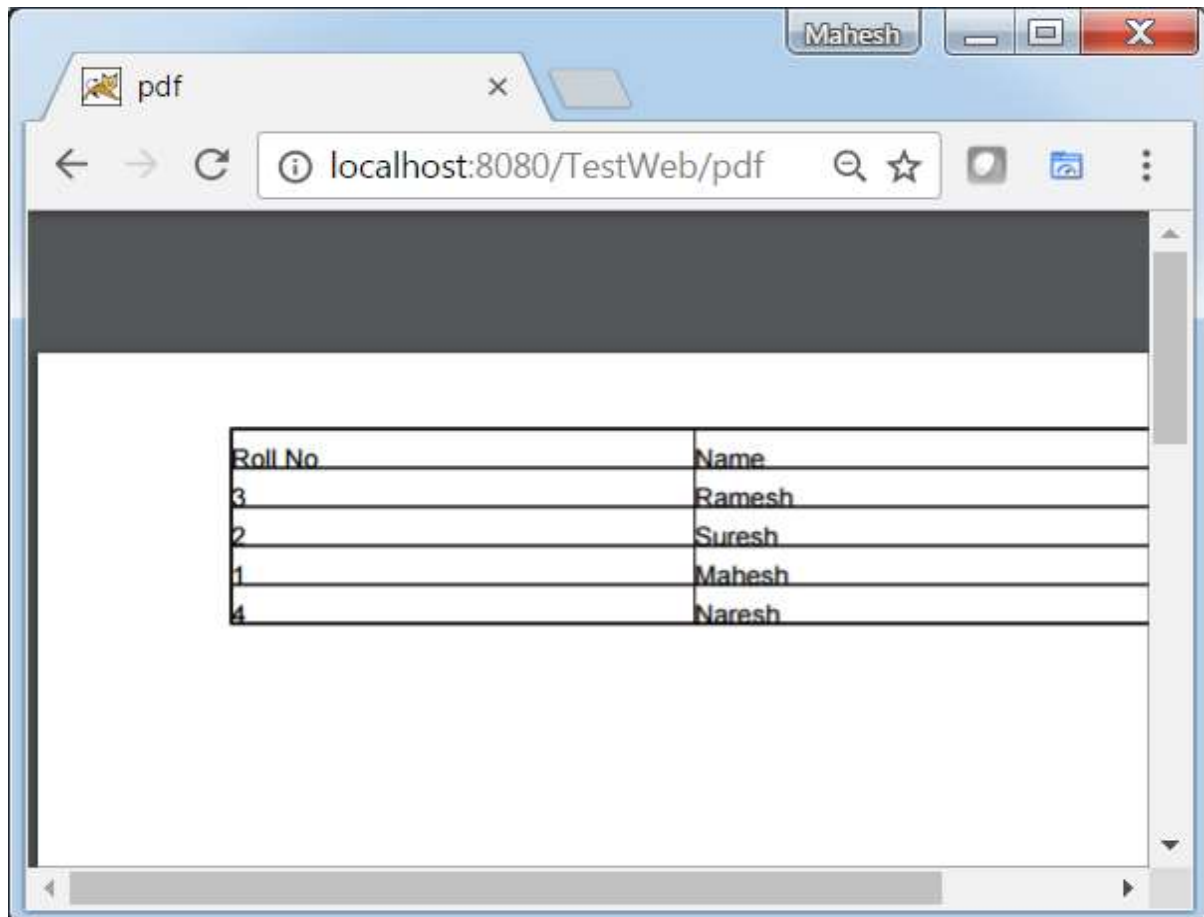 Mahesh
pdf
localhost:8080/TestWeb/pdf
Roll No Name
3 Ramesh
2 Suresh
1 Mahesh
4 Naresh